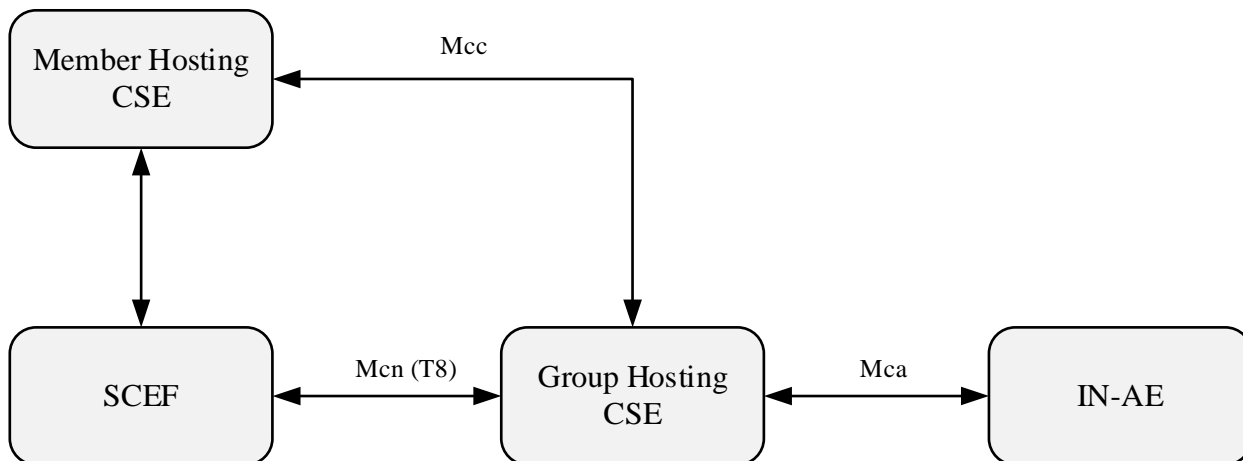 Member Hosting
CSE
Mcc
SCEF
Mcn (T8)
Group Hosting
CSE
Mca
IN-AE